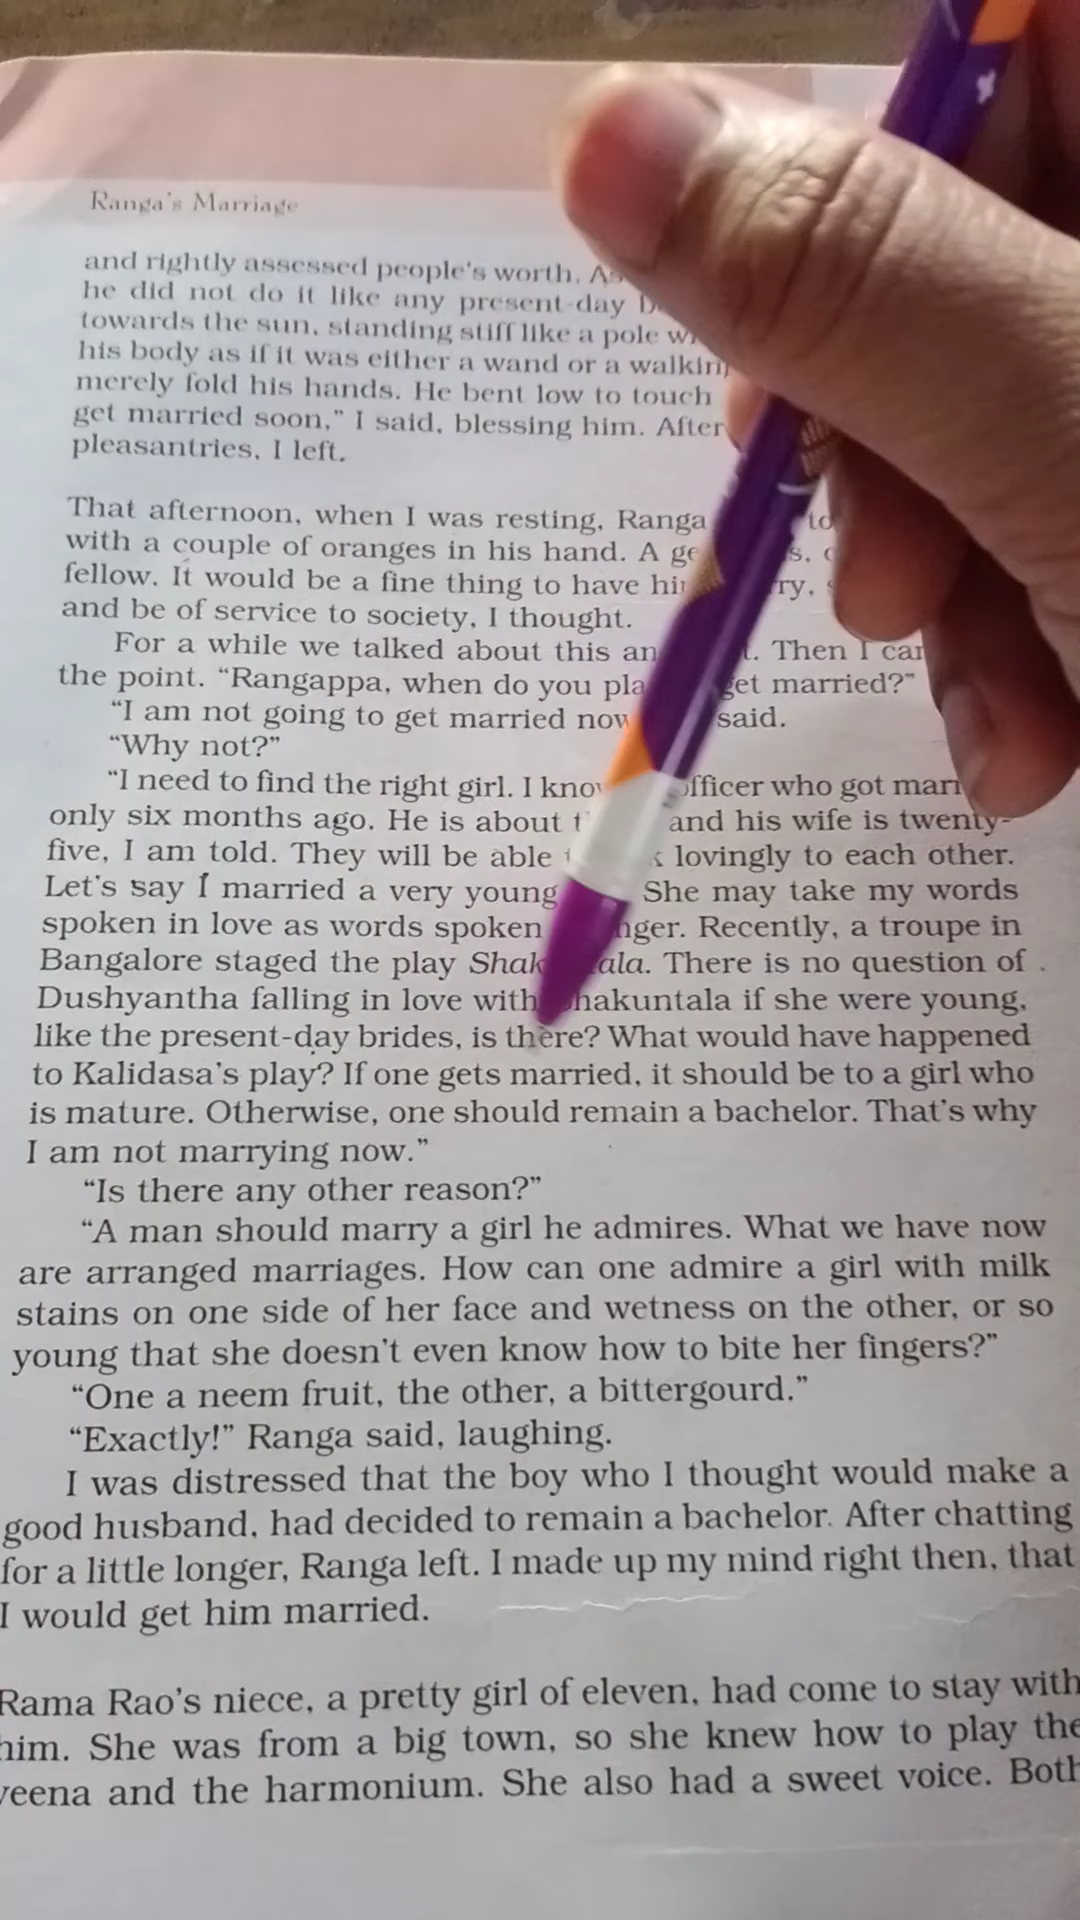 Ranga's Marriage
and rightly assessed people's worth. As
he did not do it like any present-day
towards the sun, standing stiff like a pole
his body as if it was either a wand or a
merely fold his hands. He bent low to touch
get married soon," I said, blessing him. After
pleasantries, I left.
That afternoon, when I was resting, Ranga to
with a couple of oranges in his hand. A
fellow. It would be a fine thing to have
and be of service to society, I thought.
For a while we talked about this Then I
the point. “Rangappa, when do you get married?”
“I am not going to get married now said.
“Why not?”
“I need to find the right girl. I officer who got
only six months ago. He is about and his wife is twenty-
five, I am told. They will be able lovingly to each other.
Let's say I married a very young She may take my words
spoken in love as words spoken Recently, a troupe in
Bangalore staged the play There is no question of
Dushyantha falling in love with Shakuntala if she were young,
like the present-day brides, is there? What would have happened
to Kalidasa's play? If one gets married, it should be to a girl who
is mature. Otherwise, one should remain a bachelor. That's why
I am not marrying now.”
“Is there any other reason?”
“A man should marry a girl he admires. What we have now
are arranged marriages. How can one admire a girl with milk
stains on one side of her face and wetness on the other, or so
young that she doesn't even know how to bite her fingers?”
“One a neem fruit, the other, a bittergourd.”
“Exactly!” Ranga said, laughing.
I was distressed that the boy who I thought would make a
good husband, had decided to remain a bachelor. After chatting
for a little longer, Ranga left. I made up my mind right then, that
I would get him married.
Rama Rao's niece, a pretty girl of eleven, had come to stay with
him. She was from a big town, so she knew how to play the
veena and the harmonium. She also had a sweet voice. Both